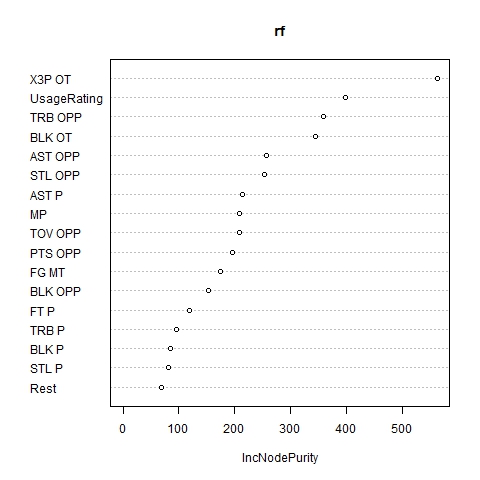 rf
X3P OT
UsageRating
TRB OPP
BLK OT
AST OPP
STL OPP
AST P
MP
TOV OPP
PTS OPP
FG MT
BLK OPP
FT P
TRB P
BLK P
STL P
Rest
0 100 200 300 400 500
IncNodePurity